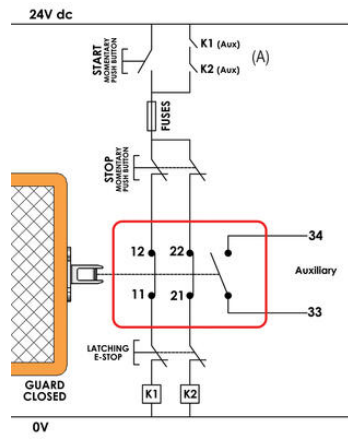 24V dc
START
MOMENTARY
PUSH BUTTON
K1 (Aux)
K2 (Aux)
(A)
FUSES
STOP
MOMENTARY
PUSH BUTTON
12
22
34
Auxiliary
11
21
33
LATCHING
E-STOP
GUARD
CLOSED
K1
K2
0V